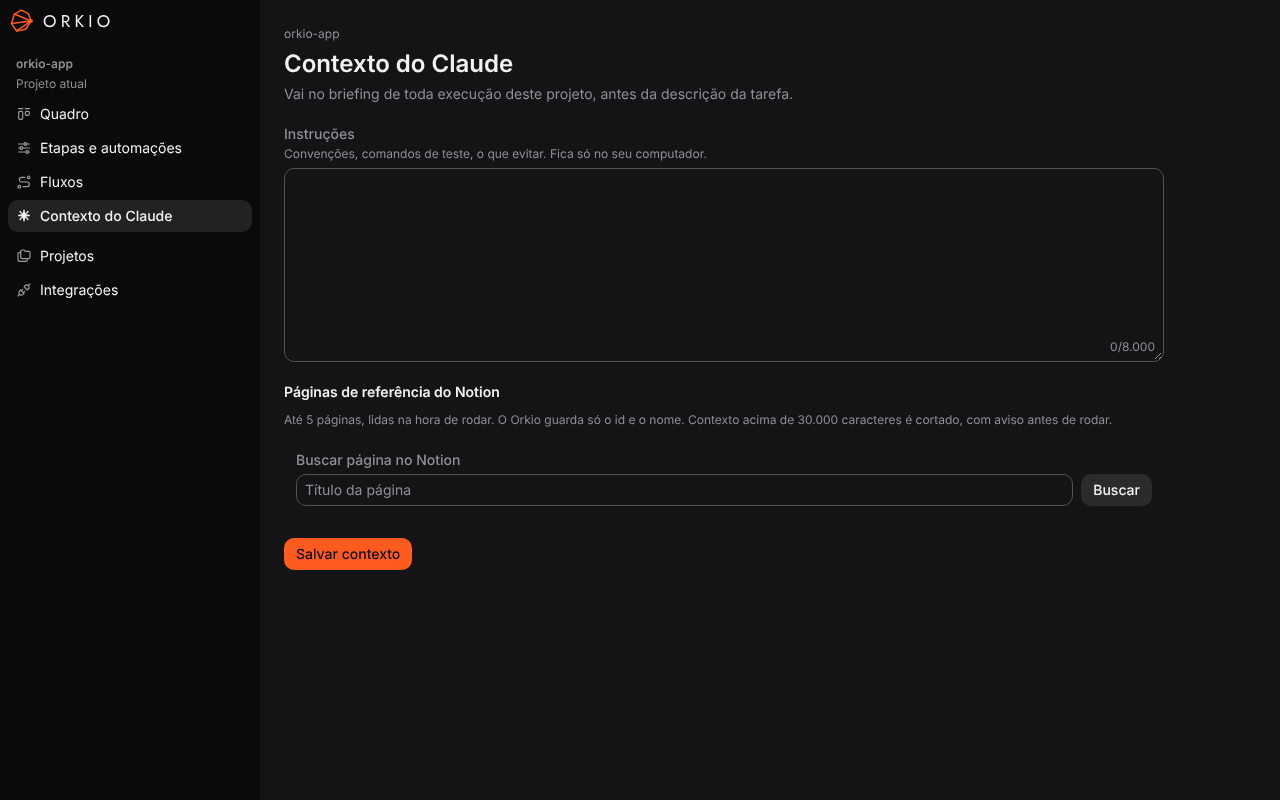 ORKIO
orkio-app
Projeto atual
Quadro
Etapas e automações
Fluxos
Contexto do Claude
Projetos
Integrações
orkio-app
Contexto do Claude
Vai no briefing de toda execução deste projeto, antes da descrição da tarefa.
Instruções
Convenções, comandos de teste, o que evitar. Fica só no seu computador.
0/8.000
Páginas de referência do Notion
Até 5 páginas, lidas na hora de rodar. O Orkio guarda só o id e o nome. Contexto acima de 30.000 caracteres é cortado, com aviso antes de rodar.
Buscar página no Notion
Título da página
Buscar
Salvar contexto